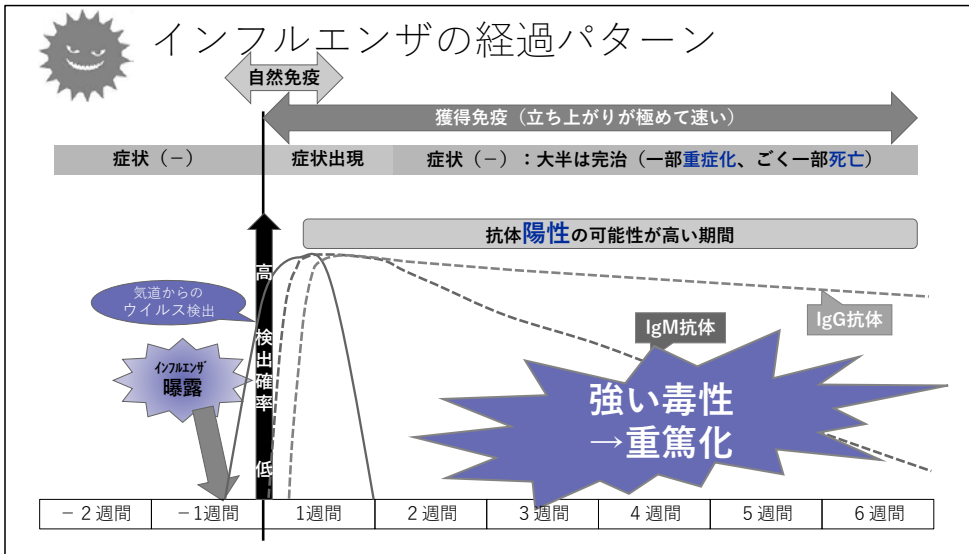 インフルエンザの経過パターン
自然免疫
獲得免疫（立ち上がりが極めて速い）
症状（−）
症状出現
症状（−）：大半は完治（一部重症化、ごく一部死亡）
抗体陽性の可能性が高い期間
高
検出確率
低
気道からの
ウイルス検出
ｲﾝﾌﾙｴﾝｻﾞ
曝露
IgM抗体
IgG抗体
強い毒性
→重篤化
−２週間
−1週間
1週間
２週間
３週間
４週間
５週間
６週間